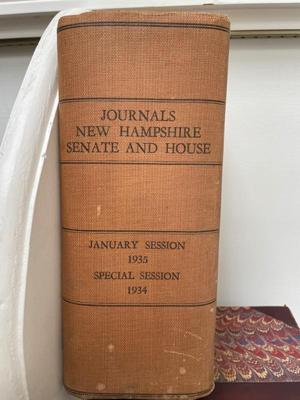 JOURNALS
NEW HAMPSHIRE
SENATE AND HOUSE
JANUARY SESSION
1935
SPECIAL SESSION
1934